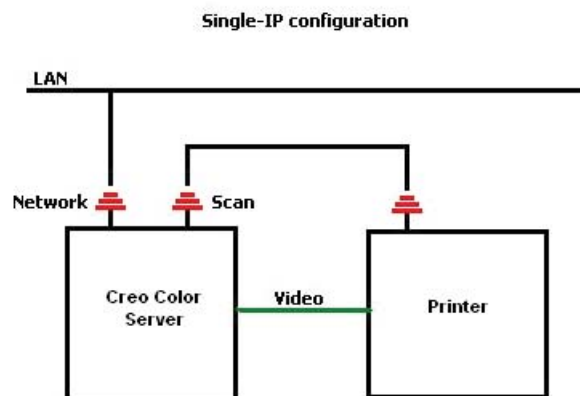 Single-IP configuration
LAN
Network
Scan
Creo Color
Server
Video
Printer